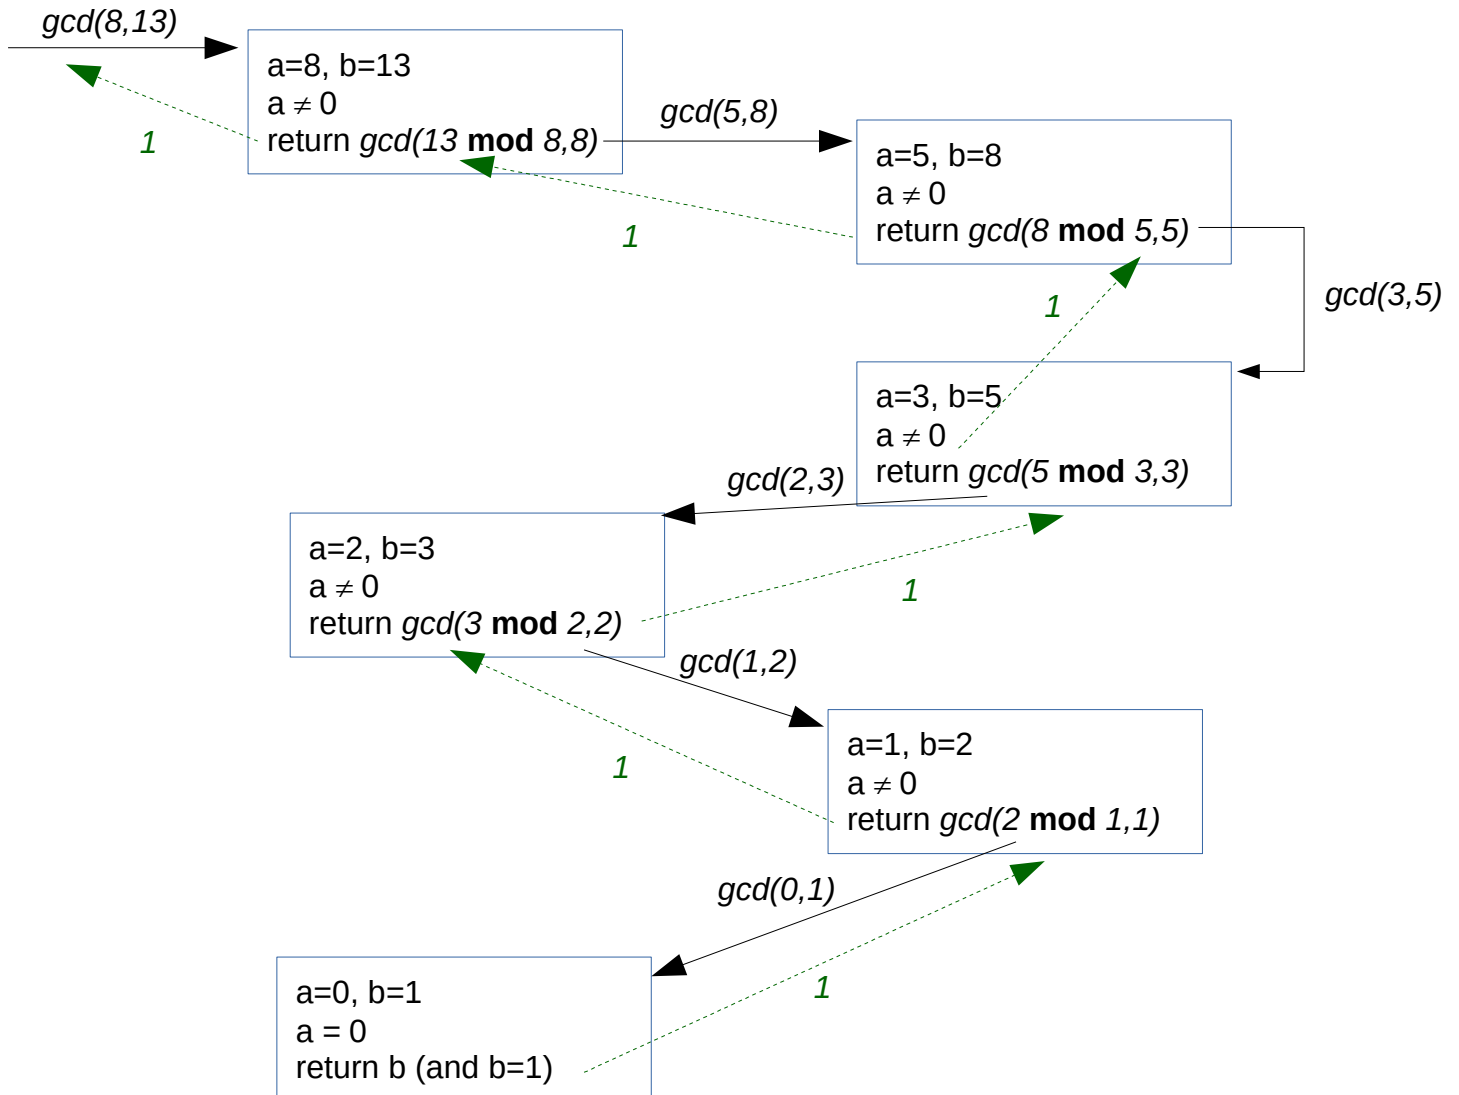 gcd(8,13)
a=8, b=13
a ≠ 0
return gcd(13 mod 8,8)
1
gcd(5,8)
a=5, b=8
a ≠ 0
return gcd(8 mod 5,5)
1
gcd(3,5)
1
a=3, b=5
a ≠ 0
return gcd(5 mod 3,3)
gcd(2,3)
a=2, b=3
a ≠ 0
return gcd(3 mod 2,2)
1
gcd(1,2)
a=1, b=2
a ≠ 0
return gcd(2 mod 1,1)
1
gcd(0,1)
a=0, b=1
a = 0
return b (and b=1)
1